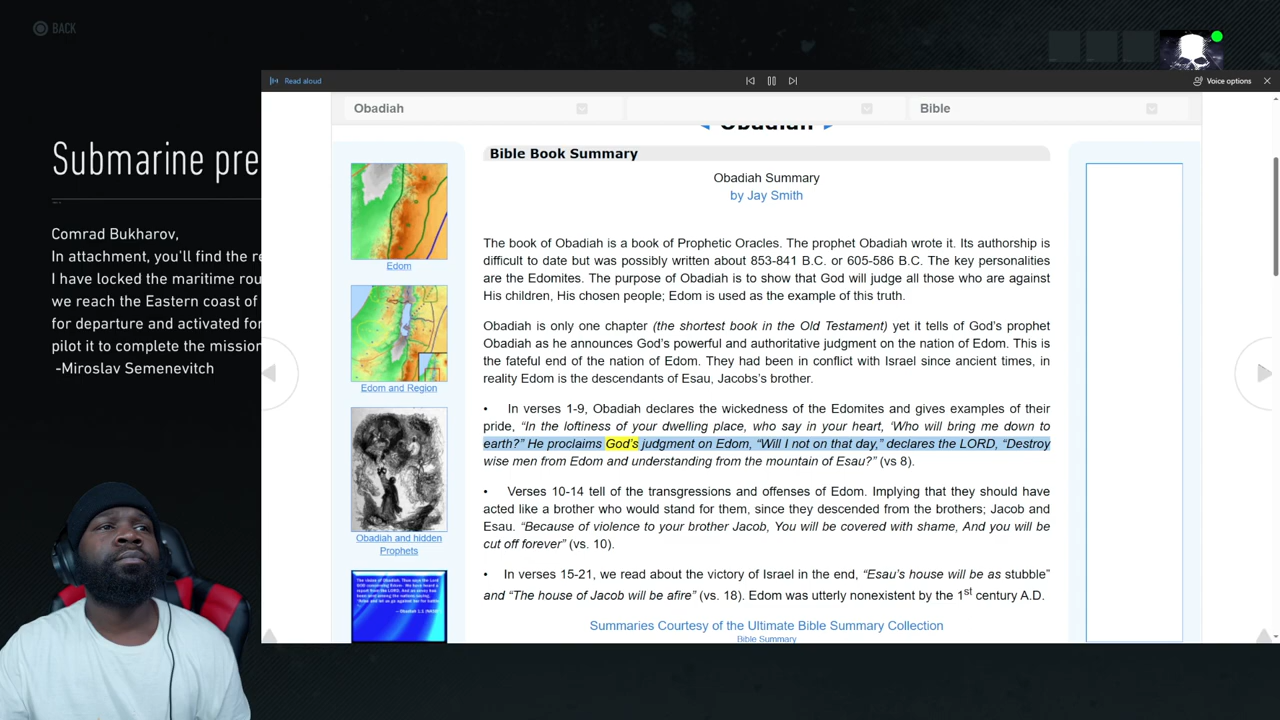 BACK
Read aloud
Voice options
Obadiah
Bible
Obadiah
Submarine pre
Comrad Bukharov,
In attachment, you'll find the re
I have locked the maritime rou
we reach the Eastern coast of
for departure and activated for
pilot it to complete the mission
-Miroslav Semenevitch
Edom
Edom and Region
Obadiah and hidden
Prophets
Bible Book Summary
Obadiah Summary
by Jay Smith
The book of Obadiah is a book of Prophetic Oracles. The prophet Obadiah wrote it. Its authorship is
difficult to date but was possibly written about 853-841 B.C. or 605-586 B.C. The key personalities
are the Edomites. The purpose of Obadiah is to show that God will judge all those who are against
His children, His chosen people; Edom is used as the example of this truth.
Obadiah is only one chapter (the shortest book in the Old Testament) yet it tells of God's prophet
Obadiah as he announces God's powerful and authoritative judgment on the nation of Edom. This is
the fateful end of the nation of Edom. They had been in conflict with Israel since ancient times, in
reality Edom is the descendants of Esau, Jacobs's brother.
• In verses 1-9, Obadiah declares the wickedness of the Edomites and gives examples of their
pride, “In the loftiness of your dwelling place, who say in your heart, ‘Who will bring me down to
earth?” He proclaims God's judgment on Edom, “Will I not on that day,” declares the LORD, “Destroy
wise men from Edom and understanding from the mountain of Esau?” (vs 8).
• Verses 10-14 tell of the transgressions and offenses of Edom. Implying that they should have
acted like a brother who would stand for them, since they descended from the brothers; Jacob and
Esau. “Because of violence to your brother Jacob, You will be covered with shame, And you will be
cut off forever” (vs. 10).
• In verses 15-21, we read about the victory of Israel in the end, “Esau's house will be as stubble”
and “The house of Jacob will be afire” (vs. 18). Edom was utterly nonexistent by the 1st century A.D.
Summaries Courtesy of the Ultimate Bible Summary Collection
Bible Summary